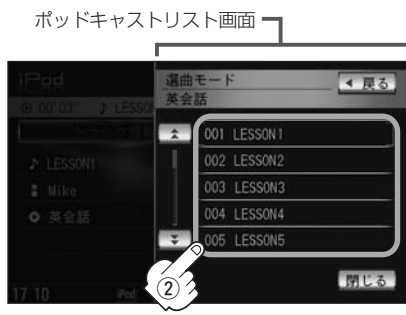 ポッドキャストリスト画面
iPod
00'03" ♪ LESSON
♪ LESSON1
Mike
英会話
17:10 iPod
選曲モード
◀ 戻る
英会話
001 LESSON1
002 LESSON2
003 LESSON3
004 LESSON4
005 LESSON5
②
閉じる